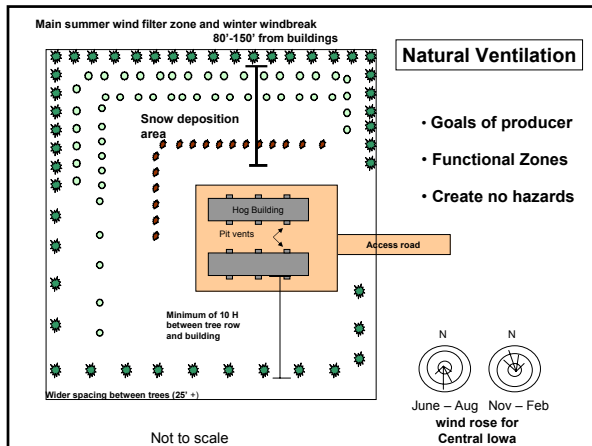 Main summer wind filter zone and winter windbreak
80’-150’ from buildings
Natural Ventilation
Snow deposition
area
• Goals of producer
• Functional Zones
• Create no hazards
Hog Building
Pit vents
Access road
Minimum of 10 H
between tree row
and building
Wider spacing between trees (25’ +)
Not to scale
N
N
June – Aug
Nov – Feb
wind rose for
Central Iowa